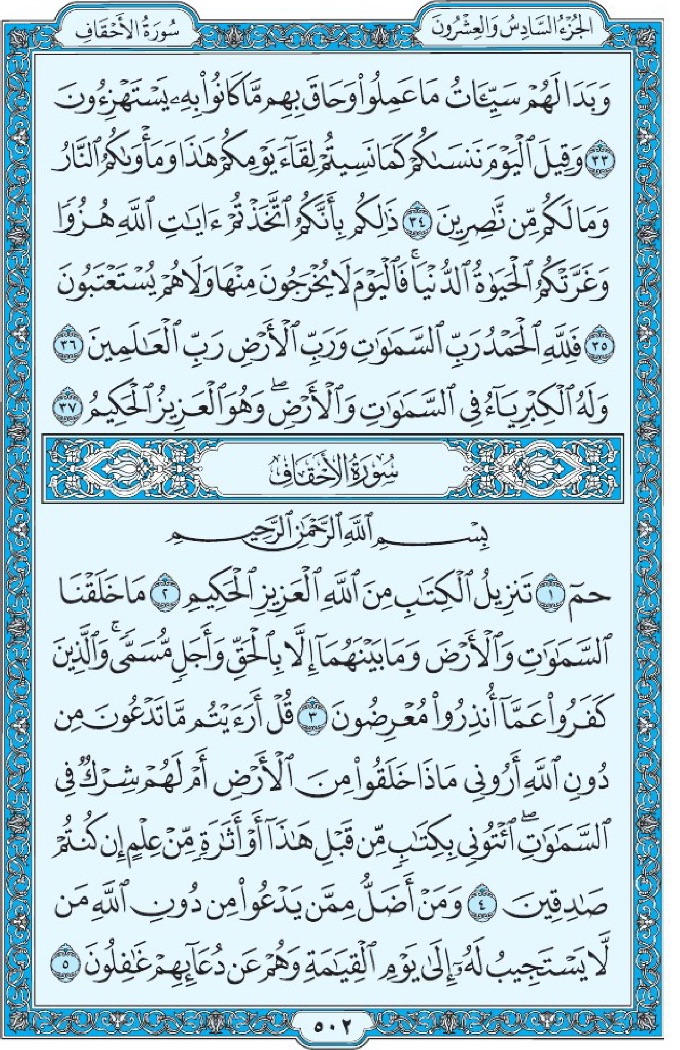 الجزء السادس والعشرون
سورة الأحقاف
وَبَدَا لَهُمْ سَيِّـَٔاتُ مَا عَمِلُوا۟ وَحَاقَ بِهِم مَّا كَانُوا۟ بِهِۦ يَسْتَهْزِءُونَ
٣٣ وَقِيلَ ٱلْيَوْمَ نَنسَىٰكُمْ كَمَا نَسِيتُمْ لِقَآءَ يَوْمِكُمْ هَٰذَا وَمَأْوَىٰكُمُ ٱلنَّارُ
وَمَا لَكُم مِّن نَّٰصِرِينَ ٣٤ ذَٰلِكُم بِأَنَّكُمُ ٱتَّخَذْتُمْ ءَايَٰتِ ٱللَّهِ هُزُوًا
وَغَرَّتْكُمُ ٱلْحَيَوٰةُ ٱلدُّنْيَا ۚ فَٱلْيَوْمَ لَا يُخْرَجُونَ مِنْهَا وَلَا هُمْ يُسْتَعْتَبُونَ
٣٥ فَلِلَّهِ ٱلْحَمْدُ رَبِّ ٱلسَّمَٰوَٰتِ وَرَبِّ ٱلْأَرْضِ رَبِّ ٱلْعَٰلَمِينَ ٣٦
وَلَهُ ٱلْكِبْرِيَآءُ فِى ٱلسَّمَٰوَٰتِ وَٱلْأَرْضِ ۖ وَهُوَ ٱلْعَزِيزُ ٱلْحَكِيمُ ٣٧
سُورَةُ الأَحْقَافِ
بِسْمِ ٱللَّهِ ٱلرَّحْمَٰنِ ٱلرَّحِيمِ
حمٓ ١ تَنزِيلُ ٱلْكِتَٰبِ مِنَ ٱللَّهِ ٱلْعَزِيزِ ٱلْحَكِيمِ ٢ مَا خَلَقْنَا
ٱلسَّمَٰوَٰتِ وَٱلْأَرْضَ وَمَا بَيْنَهُمَآ إِلَّا بِٱلْحَقِّ وَأَجَلٍ مُّسَمًّى ۚ وَٱلَّذِينَ
كَفَرُوا۟ عَمَّآ أُنذِرُوا۟ مُعْرِضُونَ ٣ قُلْ أَرَءَيْتُم مَّا تَدْعُونَ مِن
دُونِ ٱللَّهِ أَرُونِى مَاذَا خَلَقُوا۟ مِنَ ٱلْأَرْضِ أَمْ لَهُمْ شِرْكٌ فِى
ٱلسَّمَٰوَٰتِ ۖ ٱئْتُونِى بِكِتَٰبٍ مِّن قَبْلِ هَٰذَآ أَوْ أَثَٰرَةٍ مِّنْ عِلْمٍ إِن كُنتُمْ
صَٰدِقِينَ ٤ وَمَنْ أَضَلُّ مِمَّن يَدْعُوا۟ مِن دُونِ ٱللَّهِ مَن
لَّا يَسْتَجِيبُ لَهُۥٓ إِلَىٰ يَوْمِ ٱلْقِيَٰمَةِ وَهُمْ عَن دُعَآئِهِمْ غَٰفِلُونَ ٥
٥٠٢